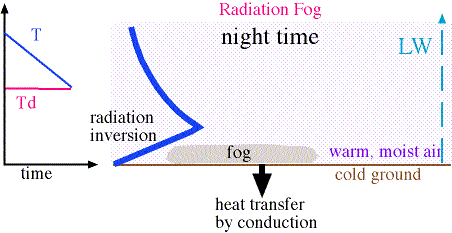 Radiation Fog
night time
T
Td
time
LW
radiation
inversion
fog
warm, moist air
cold ground
heat transfer
by conduction